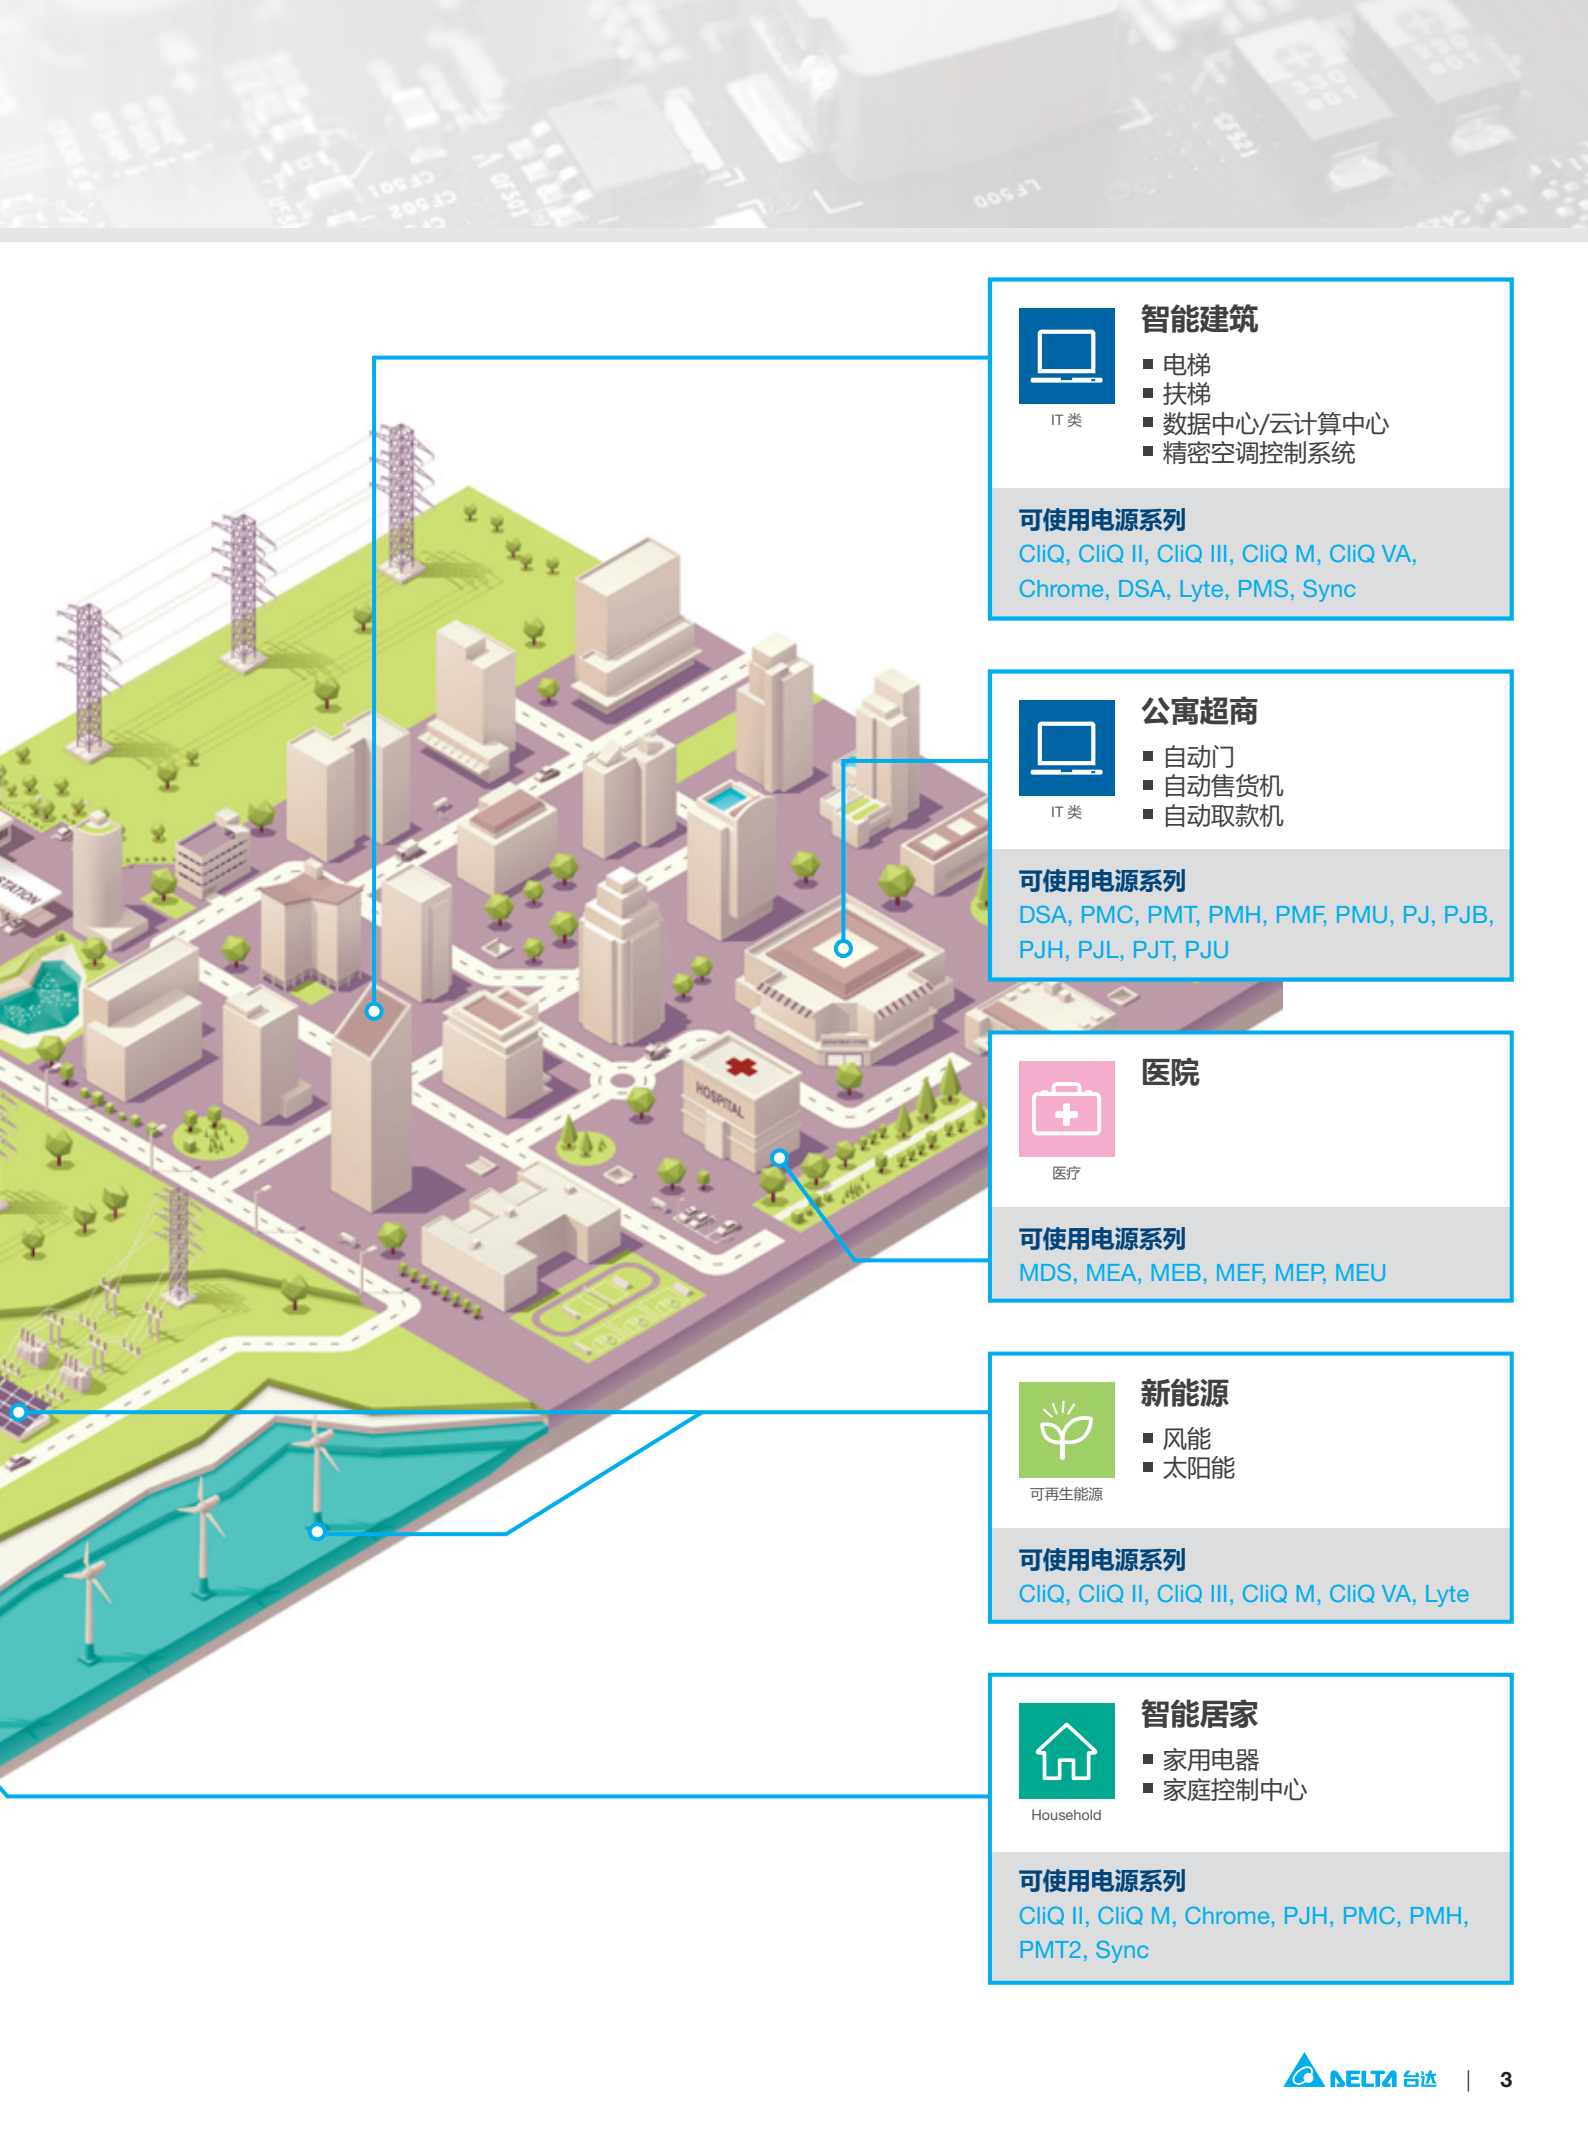 CF501
CF502
QF501
LF500
CF521
STATION
HOSPITAL
智能建筑
电梯
扶梯
数据中心/云计算中心
精密空调控制系统
IT 类
可使用电源系列
CliQ, CliQ II, CliQ III, CliQ M, CliQ VA,
Chrome, DSA, Lyte, PMS, Sync
公寓超商
自动门
自动售货机
自动取款机
IT 类
可使用电源系列
DSA, PMC, PMT, PMH, PMF, PMU, PJ, PJB,
PJH, PJL, PJT, PJU
医院
医疗
可使用电源系列
MDS, MEA, MEB, MEF, MEP, MEU
新能源
风能
太阳能
可再生能源
可使用电源系列
CliQ, CliQ II, CliQ III, CliQ M, CliQ VA, Lyte
智能居家
家用电器
家庭控制中心
Household
可使用电源系列
CliQ II, CliQ M, Chrome, PJH, PMC, PMH,
PMT2, Sync
DELTA 台达 | 3